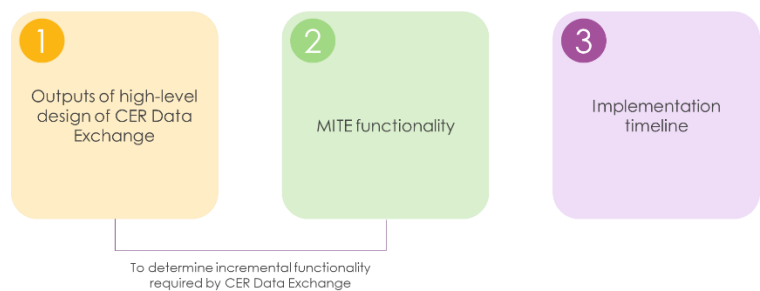 1
Outputs of high-level
design of CER Data
Exchange
2
MITE functionality
3
Implementation
timeline
To determine incremental functionality
required by CER Data Exchange